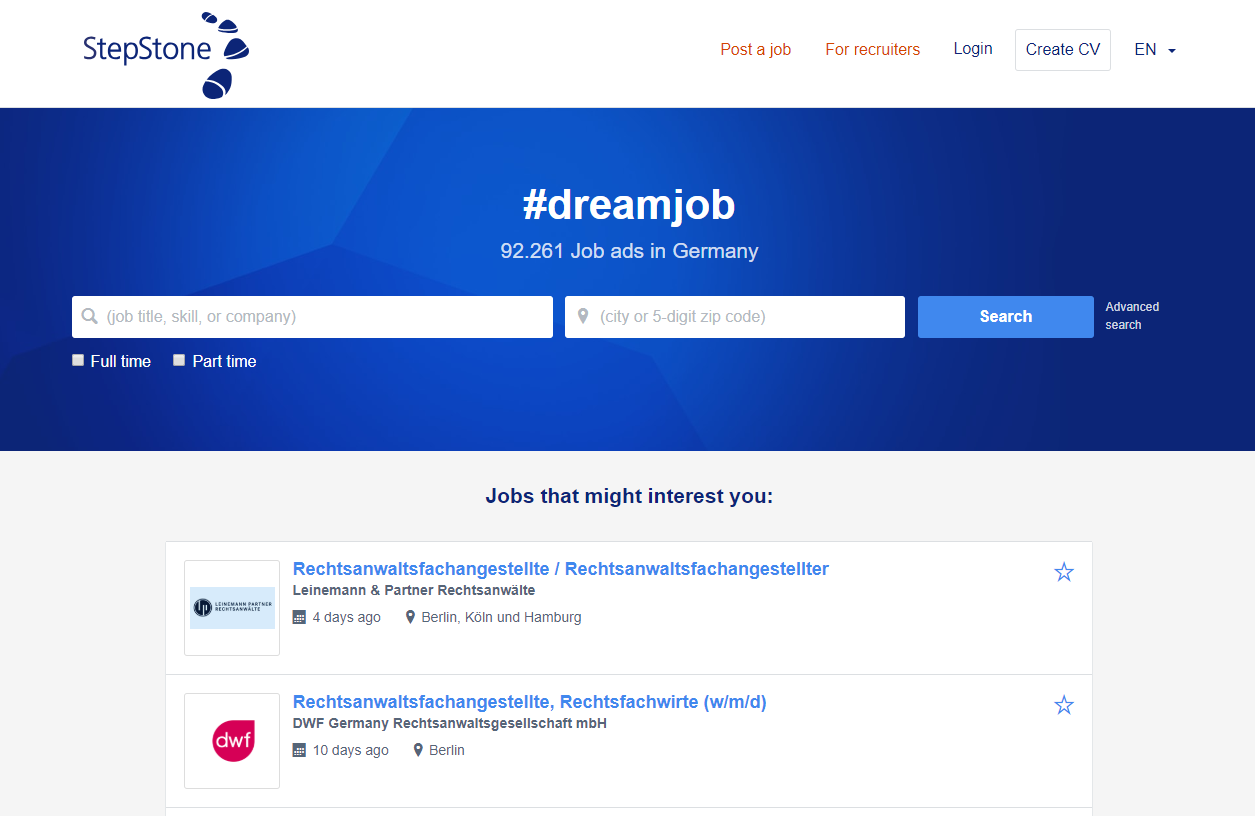 StepStone
Post a job
For recruiters
Login
Create CV
EN
#dreamjob
92.261 Job ads in Germany
(job title, skill, or company)
(city or 5-digit zip code)
Search
Advanced
search
Full time
Part time
Jobs that might interest you:
LEINEMANN PARTNER
RECHTSANWÄLTE
Rechtsanwaltsfachangestellte / Rechtsanwaltsfachangestellter
Leinemann & Partner Rechtsanwälte
4 days ago
Berlin, Köln und Hamburg
dwf
Rechtsanwaltsfachangestellte, Rechtsfachwirte (w/m/d)
DWF Germany Rechtsanwaltsgesellschaft mbH
10 days ago
Berlin